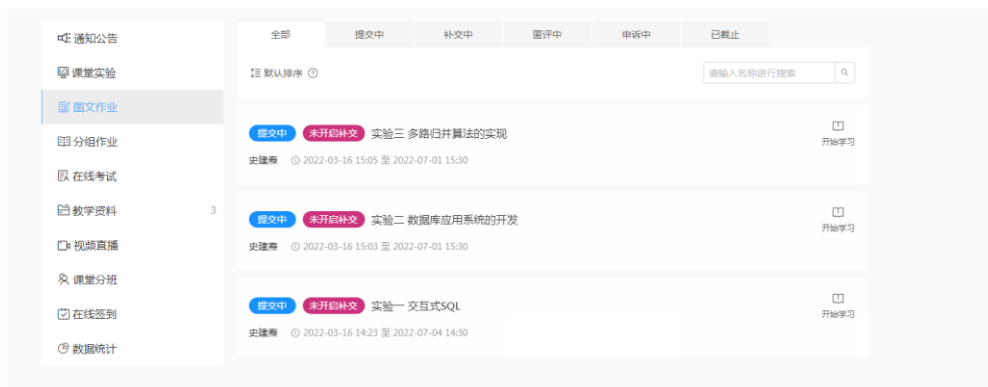 通知公告
课堂实验
图文作业
分组作业
在线考试
教学资料 3
视频直播
课堂分班
在线签到
数据统计
全部 提交中 补交中 匿评中 申诉中 已截止
默认排序
请输入名称进行搜索
提交中 未开启补交 实验三 多路归并算法的实现
开始学习
史建寿 2022-03-16 15:05 至 2022-07-01 15:30
提交中 未开启补交 实验二 数据库应用系统的开发
开始学习
史建寿 2022-03-16 15:03 至 2022-07-01 15:30
提交中 未开启补交 实验一 交互式SQL
开始学习
史建寿 2022-03-16 14:23 至 2022-07-04 14:30